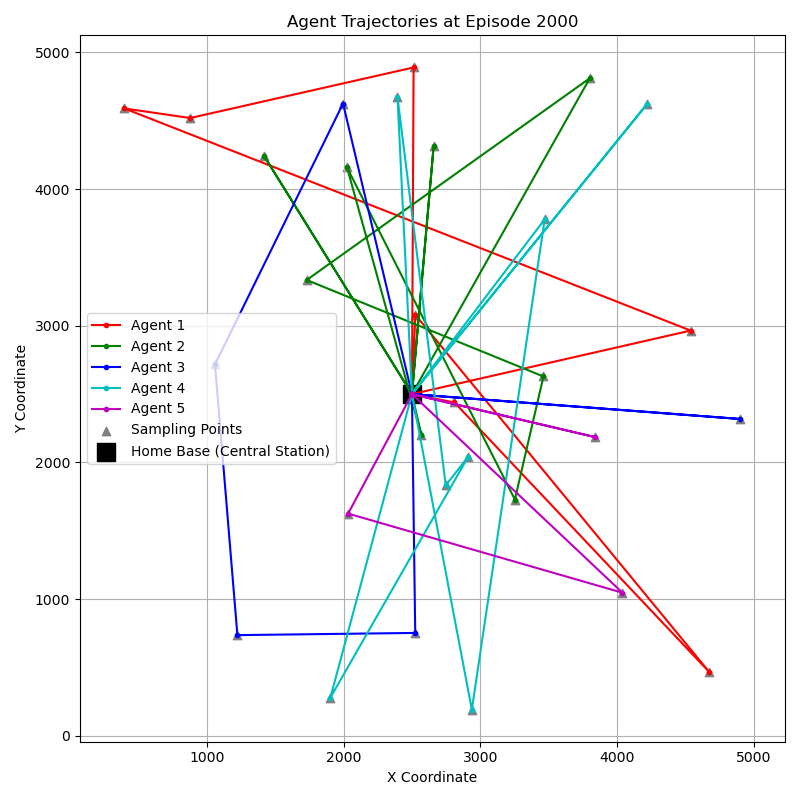 Agent Trajectories at Episode 2000
5000
4000
3000
2000
1000
0
Y Coordinate
Agent 1
Agent 2
Agent 3
Agent 4
Agent 5
Sampling Points
Home Base (Central Station)
1000 2000 3000 4000 5000
X Coordinate